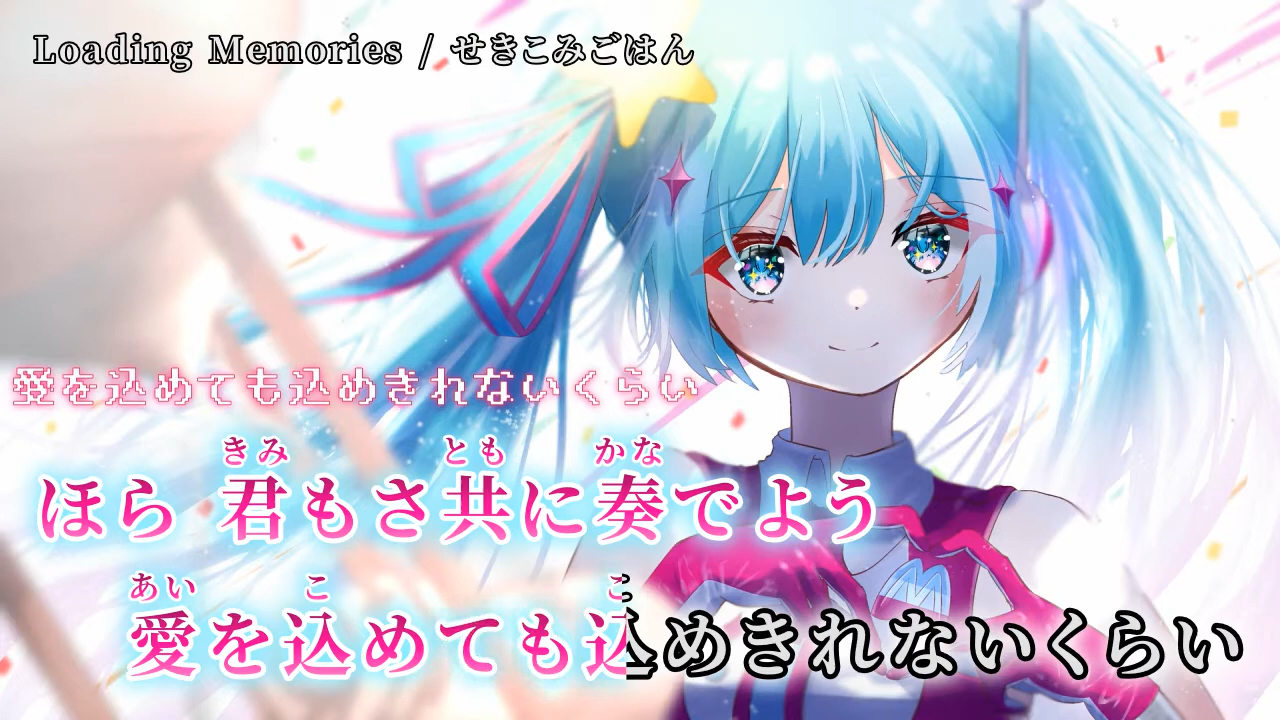 Loading Memories / せきこみごはん
愛を込めても込めきれないくらい
きみ とも かな
ほら 君もさ共に奏でよう
あい こ こ
愛を込めても込めきれないくらい
M